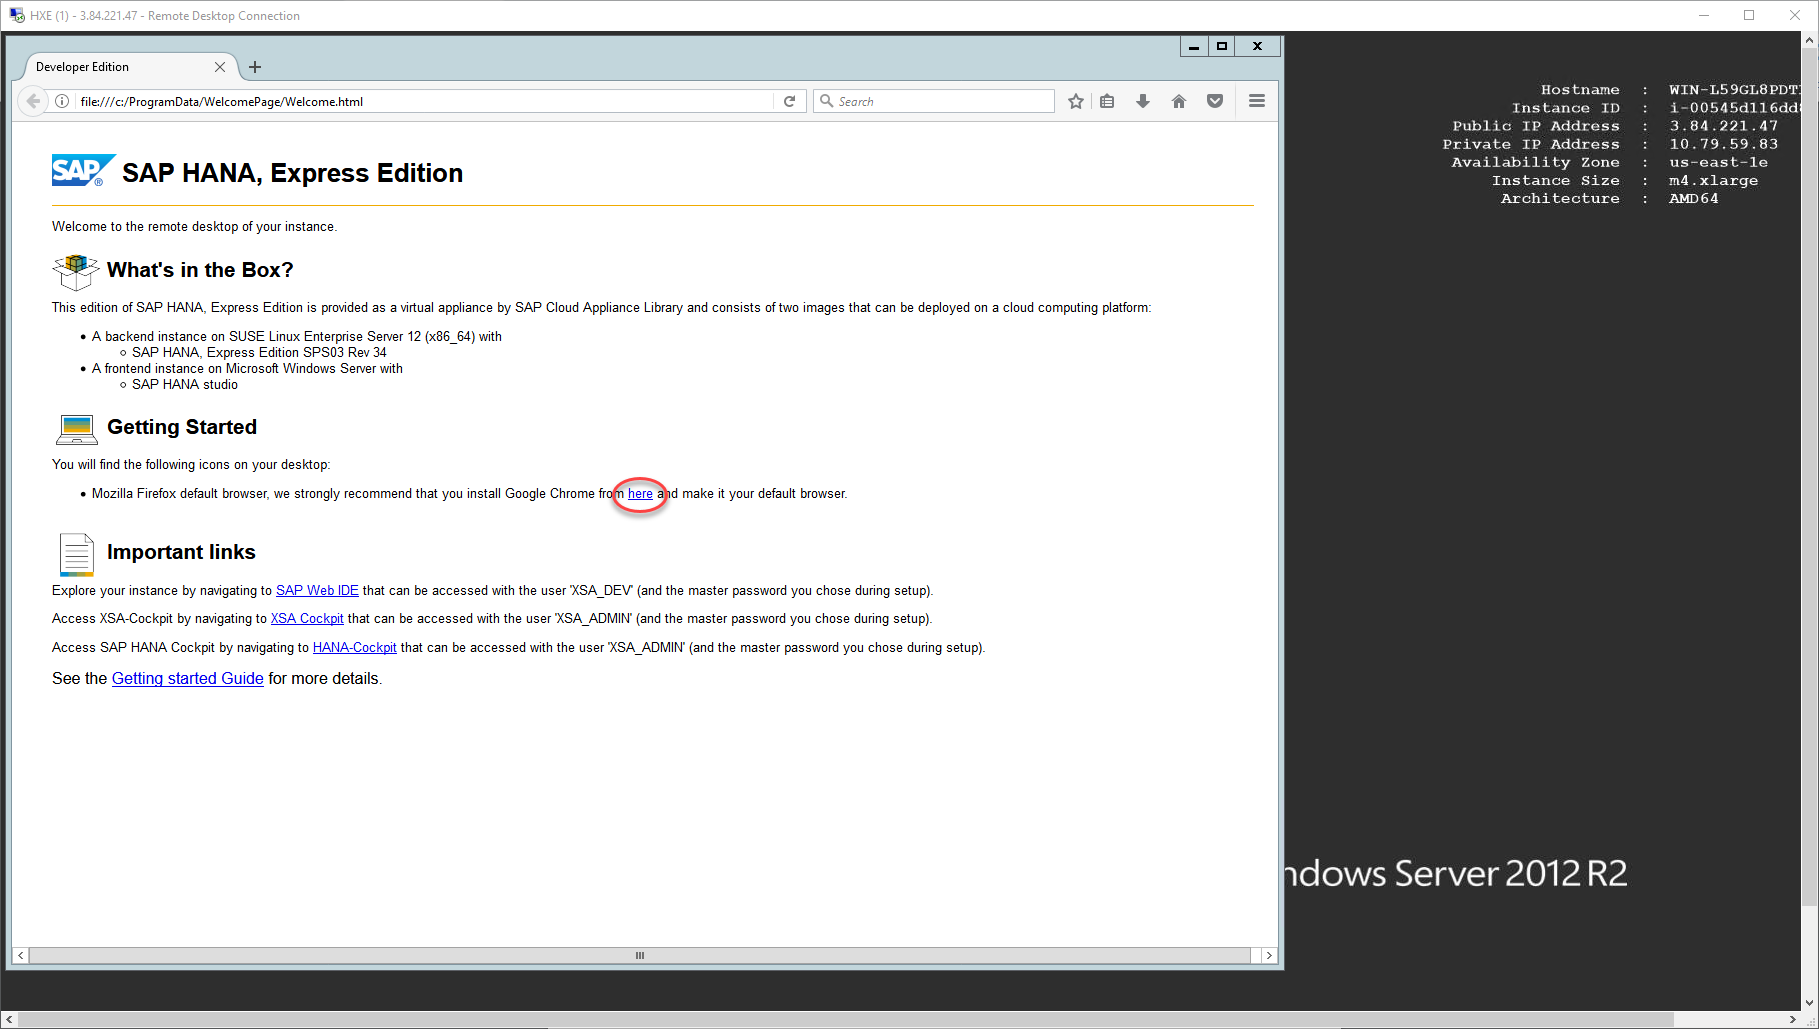 HXE (1) - 3.84.221.47 - Remote Desktop Connection
Developer Edition
file:///c:/ProgramData/WelcomePage/Welcome.html
Search
Hostname : WIN-L59GL8PDT
Instance ID : i-00545d116dd
Public IP Address : 3.84.221.47
Private IP Address : 10.79.59.83
Availability Zone : us-east-1e
Instance Size : m4.xlarge
Architecture : AMD64
SAP® SAP HANA, Express Edition
Welcome to the remote desktop of your instance.
What's in the Box?
This edition of SAP HANA, Express Edition is provided as a virtual appliance by SAP Cloud Appliance Library and consists of two images that can be deployed on a cloud computing platform:
• A backend instance on SUSE Linux Enterprise Server 12 (x86_64) with
○ SAP HANA, Express Edition SPS03 Rev 34
• A frontend instance on Microsoft Windows Server with
○ SAP HANA studio
Getting Started
You will find the following icons on your desktop:
• Mozilla Firefox default browser, we strongly recommend that you install Google Chrome from here and make it your default browser.
Important links
Explore your instance by navigating to SAP Web IDE that can be accessed with the user 'XSA_DEV' (and the master password you chose during setup).
Access XSA-Cockpit by navigating to XSA Cockpit that can be accessed with the user 'XSA_ADMIN' (and the master password you chose during setup).
Access SAP HANA Cockpit by navigating to HANA-Cockpit that can be accessed with the user 'XSA_ADMIN' (and the master password you chose during setup).
See the Getting started Guide for more details.
ndows Server 2012 R2